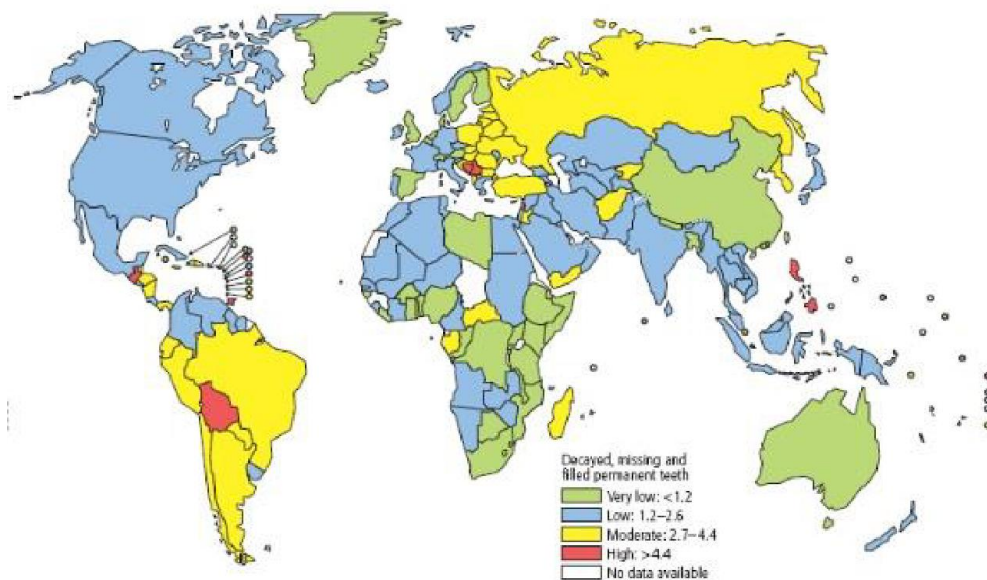 Decayed, missing and
filled permanent teeth
Very low: <1.2
Low: 1.2–2.6
Moderate: 2.7–4.4
High: >4.4
No data available